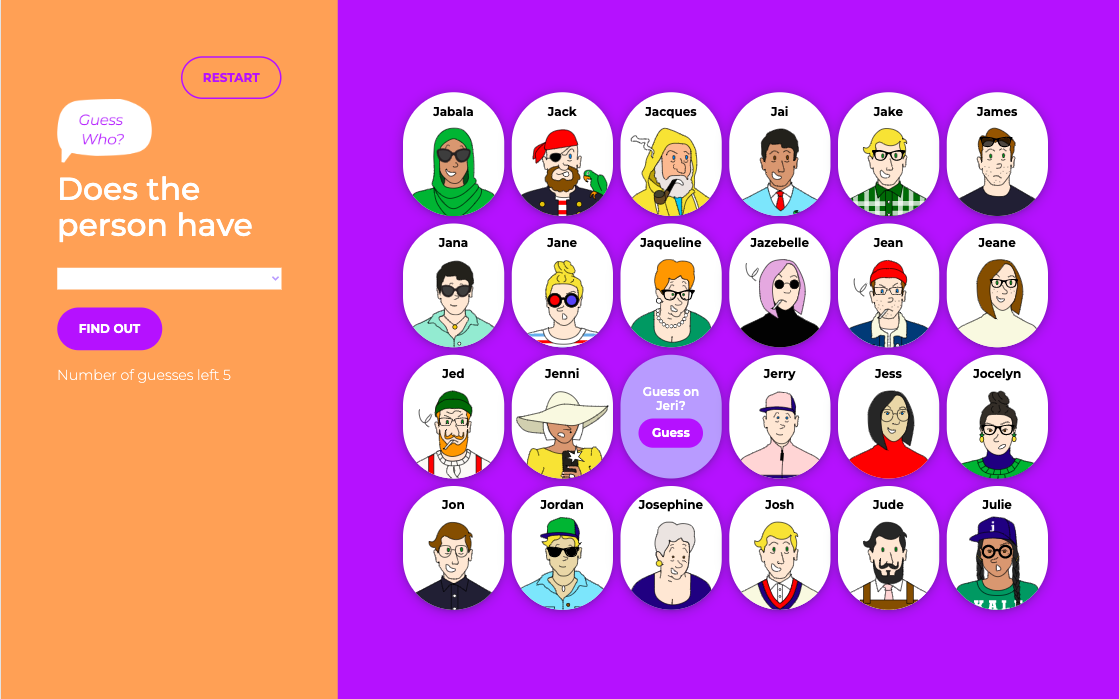 RESTART
Guess
Who?
Does the
person have
FIND OUT
Number of guesses left 5
Jabala
Jack
Jacques
Jai
Jake
James
Jana
Jane
Jaqueline
Jazebelle
Jean
Jeane
Jed
Jenni
Guess on
Jeri?
Guess
Jerry
Jess
Jocelyn
Jon
Jordan
Josephine
Josh
Jude
Julie
j